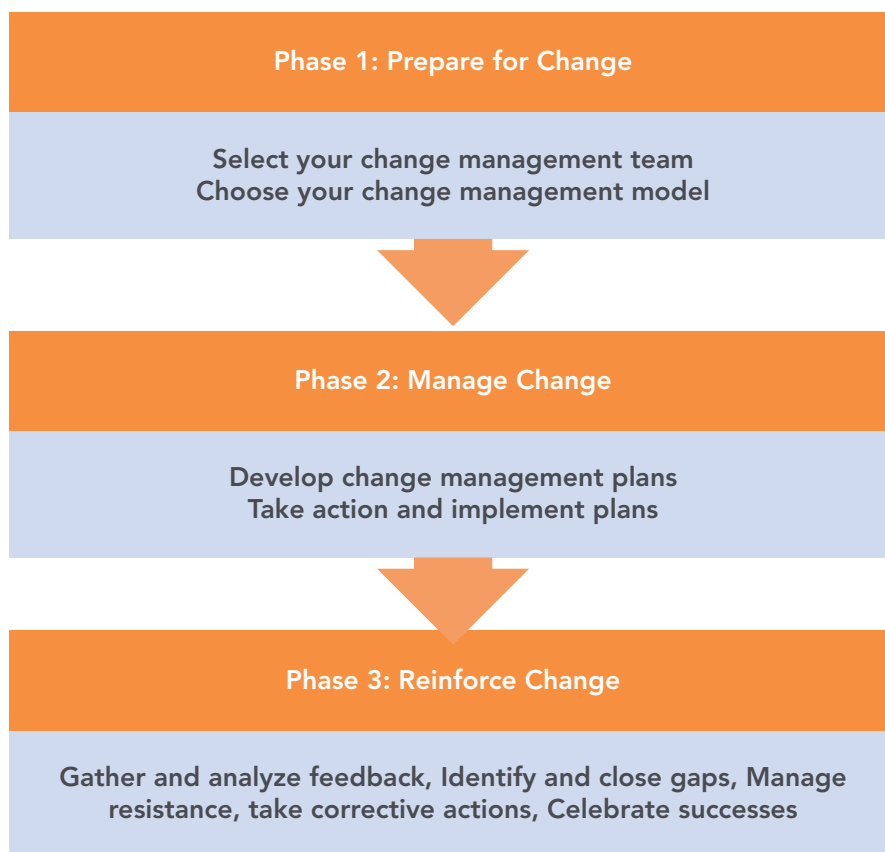 Phase 1: Prepare for Change
Select your change management team
Choose your change management model
Phase 2: Manage Change
Develop change management plans
Take action and implement plans
Phase 3: Reinforce Change
Gather and analyze feedback, Identify and close gaps, Manage
resistance, take corrective actions, Celebrate successes